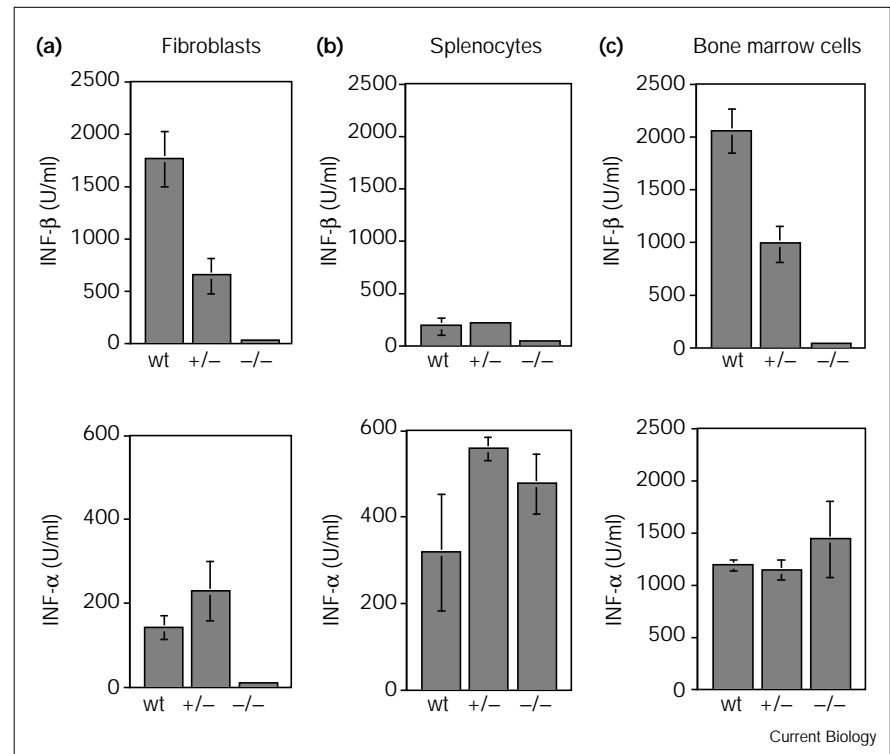 (a) Fibroblasts (b) Splenocytes (c) Bone marrow cells
INF-β (U/ml)
2500
2000
1500
1000
500
0
wt +/– –/–
INF-β (U/ml)
2500
2000
1500
1000
500
0
wt +/– –/–
INF-β (U/ml)
2500
2000
1500
1000
500
0
wt +/– –/–
INF-α (U/ml)
600
400
200
0
wt +/– –/–
INF-α (U/ml)
600
400
200
0
wt +/– –/–
INF-α (U/ml)
2500
2000
1500
1000
500
0
wt +/– –/–
Current Biology